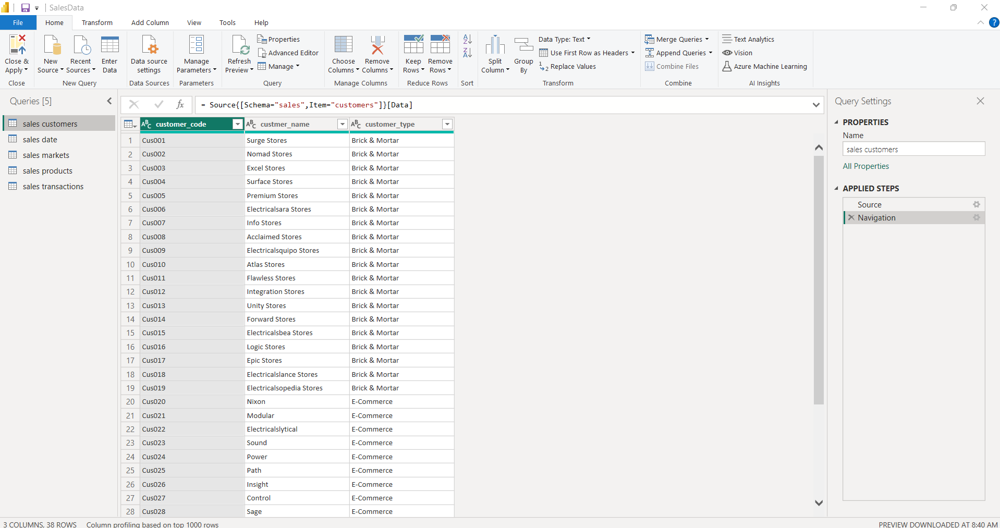 SalesData
File Home Transform Add Column View Tools Help
Close & Apply
Close
New Source
Recent Sources
Enter Data
New Query
Data source settings
Data Sources
Manage Parameters
Parameters
Refresh Preview
Properties
Advanced Editor
Manage
Query
Choose Columns
Remove Columns
Manage Columns
Keep Rows
Remove Rows
Reduce Rows
Sort
Split Column
Group By
Data Type: Text
Use First Row as Headers
Replace Values
Transform
Merge Queries
Append Queries
Combine Files
Combine
Text Analytics
Vision
Azure Machine Learning
AI Insights
Queries [5]
sales customers
sales date
sales markets
sales products
sales transactions
= Source{[Schema="sales",Item="customers"]}[Data]
customer_code custmer_name customer_type
1 Cus001 Surge Stores Brick & Mortar
2 Cus002 Nomad Stores Brick & Mortar
3 Cus003 Excel Stores Brick & Mortar
4 Cus004 Surface Stores Brick & Mortar
5 Cus005 Premium Stores Brick & Mortar
6 Cus006 Electricalsara Stores Brick & Mortar
7 Cus007 Info Stores Brick & Mortar
8 Cus008 Acclaimed Stores Brick & Mortar
9 Cus009 Electricalsquipo Stores Brick & Mortar
10 Cus010 Atlas Stores Brick & Mortar
11 Cus011 Flawless Stores Brick & Mortar
12 Cus012 Integration Stores Brick & Mortar
13 Cus013 Unity Stores Brick & Mortar
14 Cus014 Forward Stores Brick & Mortar
15 Cus015 Electricalsbea Stores Brick & Mortar
16 Cus016 Logic Stores Brick & Mortar
17 Cus017 Epic Stores Brick & Mortar
18 Cus018 Electricalslance Stores Brick & Mortar
19 Cus019 Electricalsopedia Stores Brick & Mortar
20 Cus020 Nixon E-Commerce
21 Cus021 Modular E-Commerce
22 Cus022 Electricalslytical E-Commerce
23 Cus023 Sound E-Commerce
24 Cus024 Power E-Commerce
25 Cus025 Path E-Commerce
26 Cus026 Insight E-Commerce
27 Cus027 Control E-Commerce
28 Cus028 Sage E-Commerce
Query Settings
PROPERTIES
Name
sales customers
All Properties
APPLIED STEPS
Source
Navigation
3 COLUMNS, 38 ROWS Column profiling based on top 1000 rows
PREVIEW DOWNLOADED AT 8:40 AM